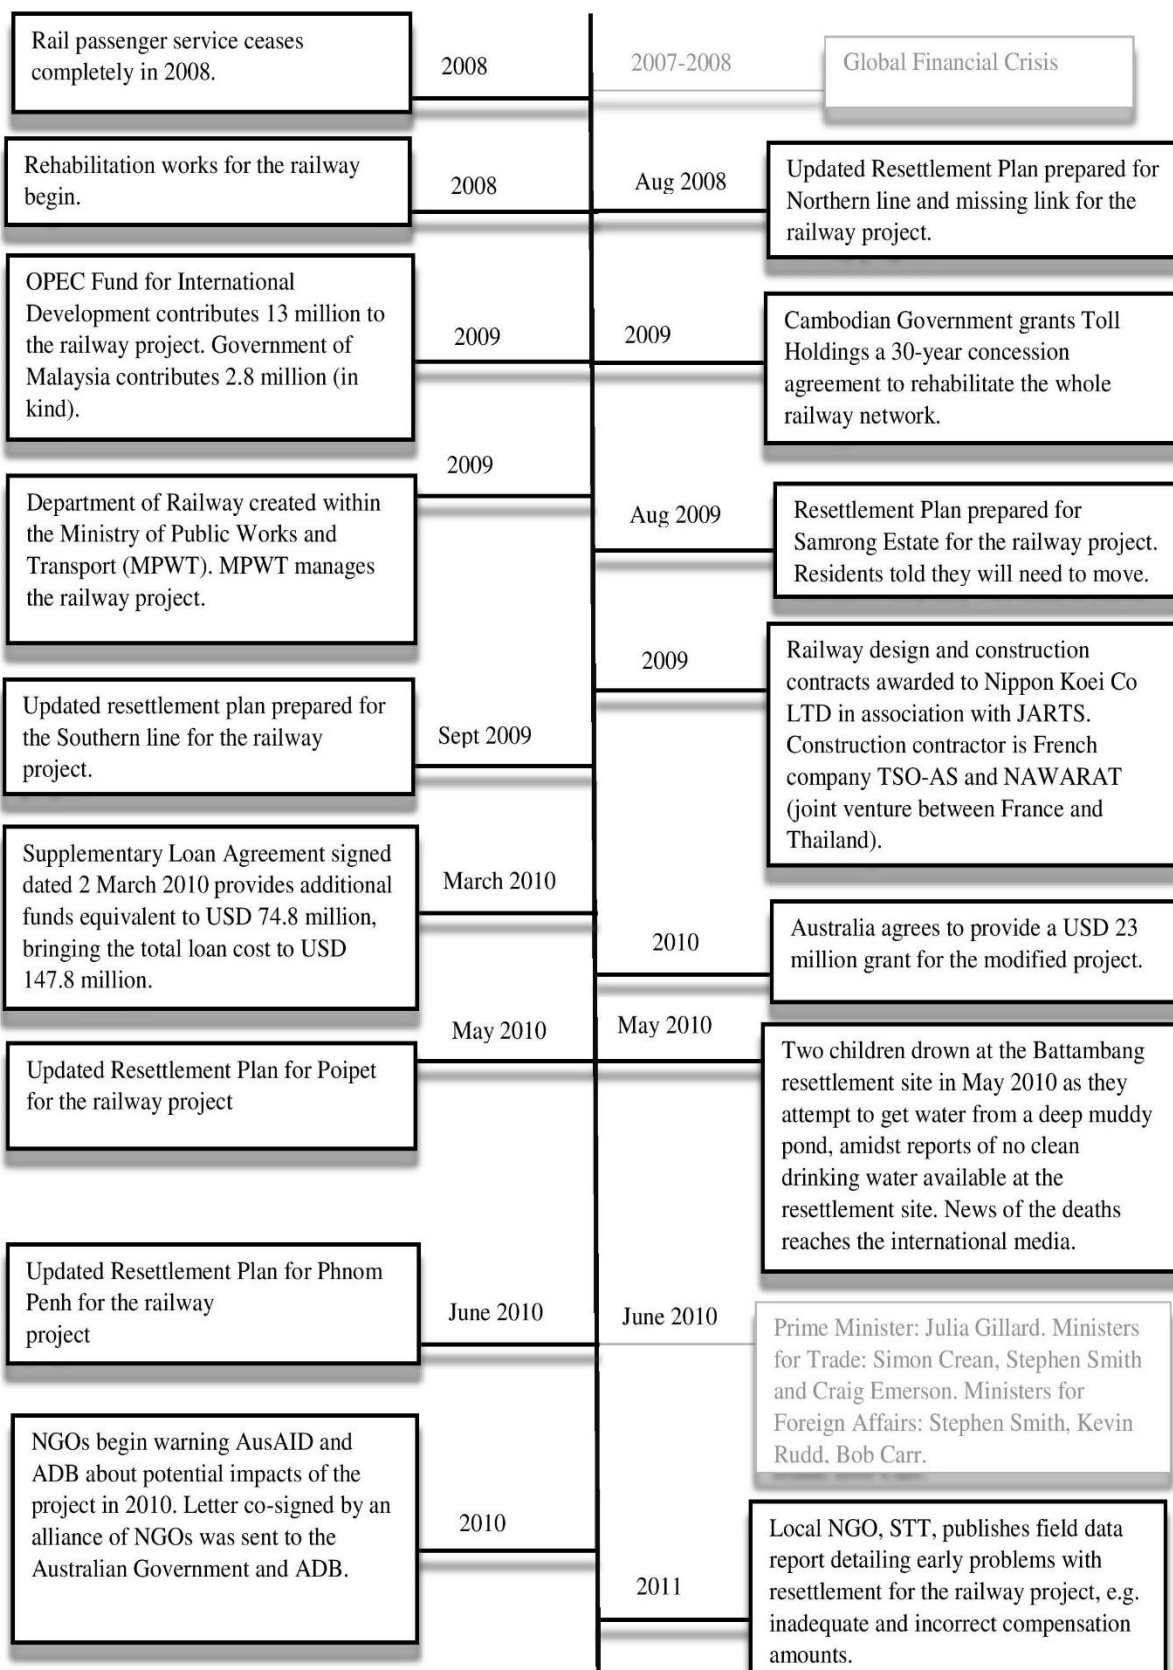 Rail passenger service ceases
completely in 2008.
2008
2007-2008
Global Financial Crisis
Rehabilitation works for the railway
begin.
2008
Aug 2008
Updated Resettlement Plan prepared for
Northern line and missing link for the
railway project.
OPEC Fund for International
Development contributes 13 million to
the railway project. Government of
Malaysia contributes 2.8 million (in
kind).
2009
2009
Cambodian Government grants Toll
Holdings a 30-year concession
agreement to rehabilitate the whole
railway network.
2009
Department of Railway created within
the Ministry of Public Works and
Transport (MPWT). MPWT manages
the railway project.
Aug 2009
Resettlement Plan prepared for
Samrong Estate for the railway project.
Residents told they will need to move.
2009
Railway design and construction
contracts awarded to Nippon Koei Co
LTD in association with JARTS.
Construction contractor is French
company TSO-AS and NAWARAT
(joint venture between France and
Thailand).
Updated resettlement plan prepared for
the Southern line for the railway
project.
Sept 2009
Supplementary Loan Agreement signed
dated 2 March 2010 provides additional
funds equivalent to USD 74.8 million,
bringing the total loan cost to USD
147.8 million.
March 2010
2010
Australia agrees to provide a USD 23
million grant for the modified project.
May 2010
Updated Resettlement Plan for Poipet
for the railway project
May 2010
Two children drown at the Battambang
resettlement site in May 2010 as they
attempt to get water from a deep muddy
pond, amidst reports of no clean
drinking water available at the
resettlement site. News of the deaths
reaches the international media.
Updated Resettlement Plan for Phnom
Penh for the railway
project
June 2010
June 2010
Prime Minister: Julia Gillard. Ministers
for Trade: Simon Crean, Stephen Smith
and Craig Emerson. Ministers for
Foreign Affairs: Stephen Smith, Kevin
Rudd, Bob Carr.
NGOs begin warning AusAID and
ADB about potential impacts of the
project in 2010. Letter co-signed by an
alliance of NGOs was sent to the
Australian Government and ADB.
2010
2011
Local NGO, STT, publishes field data
report detailing early problems with
resettlement for the railway project, e.g.
inadequate and incorrect compensation
amounts.